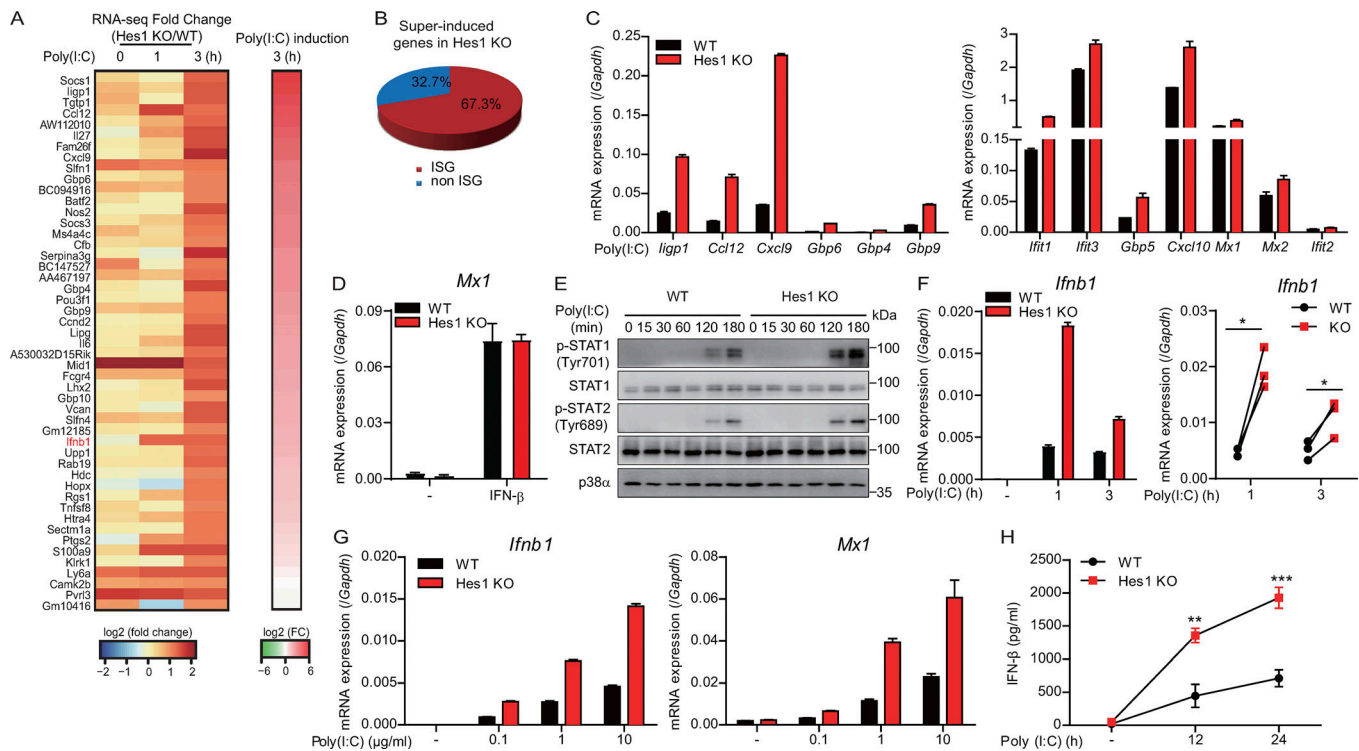 A
RNA-seq Fold Change
(Hes1 KO/WT)
Poly(I:C) 0 1 3 (h)
Poly(I:C) induction
3 (h)
Socs1
Iigp1
Tgtp1
Ccl12
AW112010
Il27
Fam26f
Cxcl9
Slfn1
Gbp6
BC094916
Batf2
Nos2
Socs3
Ms4a4c
Cfb
Serpina3g
BC147527
AA467197
Gbp4
Pou3f1
Gbp9
Ccnd2
Lipg
Il6
A530032D15Rik
Mid1
Fcgr4
Lhx2
Gbp10
Vcan
Slfn4
Gm12185
Ifnb1
Upp1
Rab19
Hdc
Hopx
Rgs1
Tnfsf8
Htra4
Sectm1a
Ptgs2
S100a9
Klrk1
Ly6a
Camk2b
Pvrl3
Gm10416
log2 (fold change)
−2 −1 0 1 2
log2 (FC)
−6 0 6
B
Super-induced
genes in Hes1 KO
32.7%
67.3%
ISG
non ISG
C
mRNA expression (/Gapdh)
0.25
0.20
0.15
0.10
0.05
0.00
WT
Hes1 KO
Poly(I:C)
Iigp1 Ccl12 Cxcl9 Gbp6 Gbp4 Gbp9
mRNA expression (/Gapdh)
3
2
1
0.15
0.10
0.05
0.00
Ifit1 Ifit3 Gbp5 Cxcl10 Mx1 Mx2 Ifit2
D
Mx1
mRNA expression (/Gapdh)
0.09
0.06
0.03
0.00
WT
Hes1 KO
- IFN-β
E
WT Hes1 KO
Poly(I:C)
(min)
0 15 30 60 120 180 0 15 30 60 120 180 kDa
p-STAT1
(Tyr701)
100
STAT1
100
p-STAT2
(Tyr689)
100
STAT2
100
p38α
35
F
Ifnb1
mRNA expression (/Gapdh)
0.020
0.015
0.010
0.005
0.000
WT
Hes1 KO
Poly(I:C) (h) - 1 3
Ifnb1
mRNA expression (/Gapdh)
0.03
0.02
0.01
0.00
WT
KO
*
*
Poly(I:C) (h) 1 3
G
Ifnb1
mRNA expression (/Gapdh)
0.020
0.015
0.010
0.005
0.000
WT
Hes1 KO
Poly(I:C) (μg/ml) - 0.1 1 10
Mx1
mRNA expression (/Gapdh)
0.08
0.06
0.04
0.02
0.00
WT
Hes1 KO
- 0.1 1 10
H
IFN-β (pg/ml)
2500
2000
1500
1000
500
0
WT
Hes1 KO
**
***
Poly (I:C) (h) - 12 24